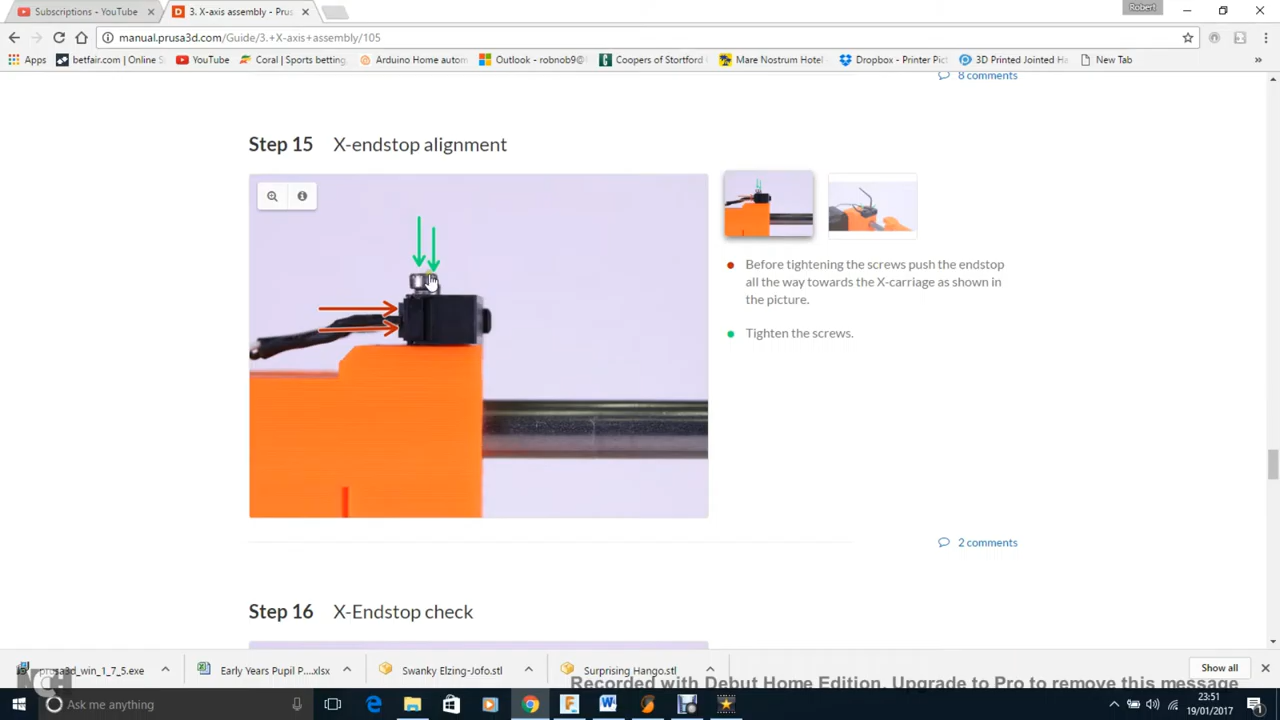 Subscriptions - YouTube
3. X-axis assembly - Prus
Robert
manual.prusa3d.com/Guide/3.+X-axis+assembly/105
Apps
betfair.com | Online S
YouTube
Coral | Sports betting
Arduino Home autom
Outlook - robnob9@
Coopers of Stortford
Mare Nostrum Hotel
Dropbox - Printer Pic
3D Printed Jointed Ha
New Tab
8 comments
Step 15 X-endstop alignment
Before tightening the screws push the endstop
all the way towards the X-carriage as shown in
the picture.
Tighten the screws.
2 comments
Step 16 X-Endstop check
prusa3d_win_1_7_5.exe
Early Years Pupil P....xlsx
Swanky Elzing-Jofo.stl
Surprising Hango.stl
Show all
Recorded with Debut Home Edition. Upgrade to Pro to remove this message
Ask me anything
23:51
19/01/2017